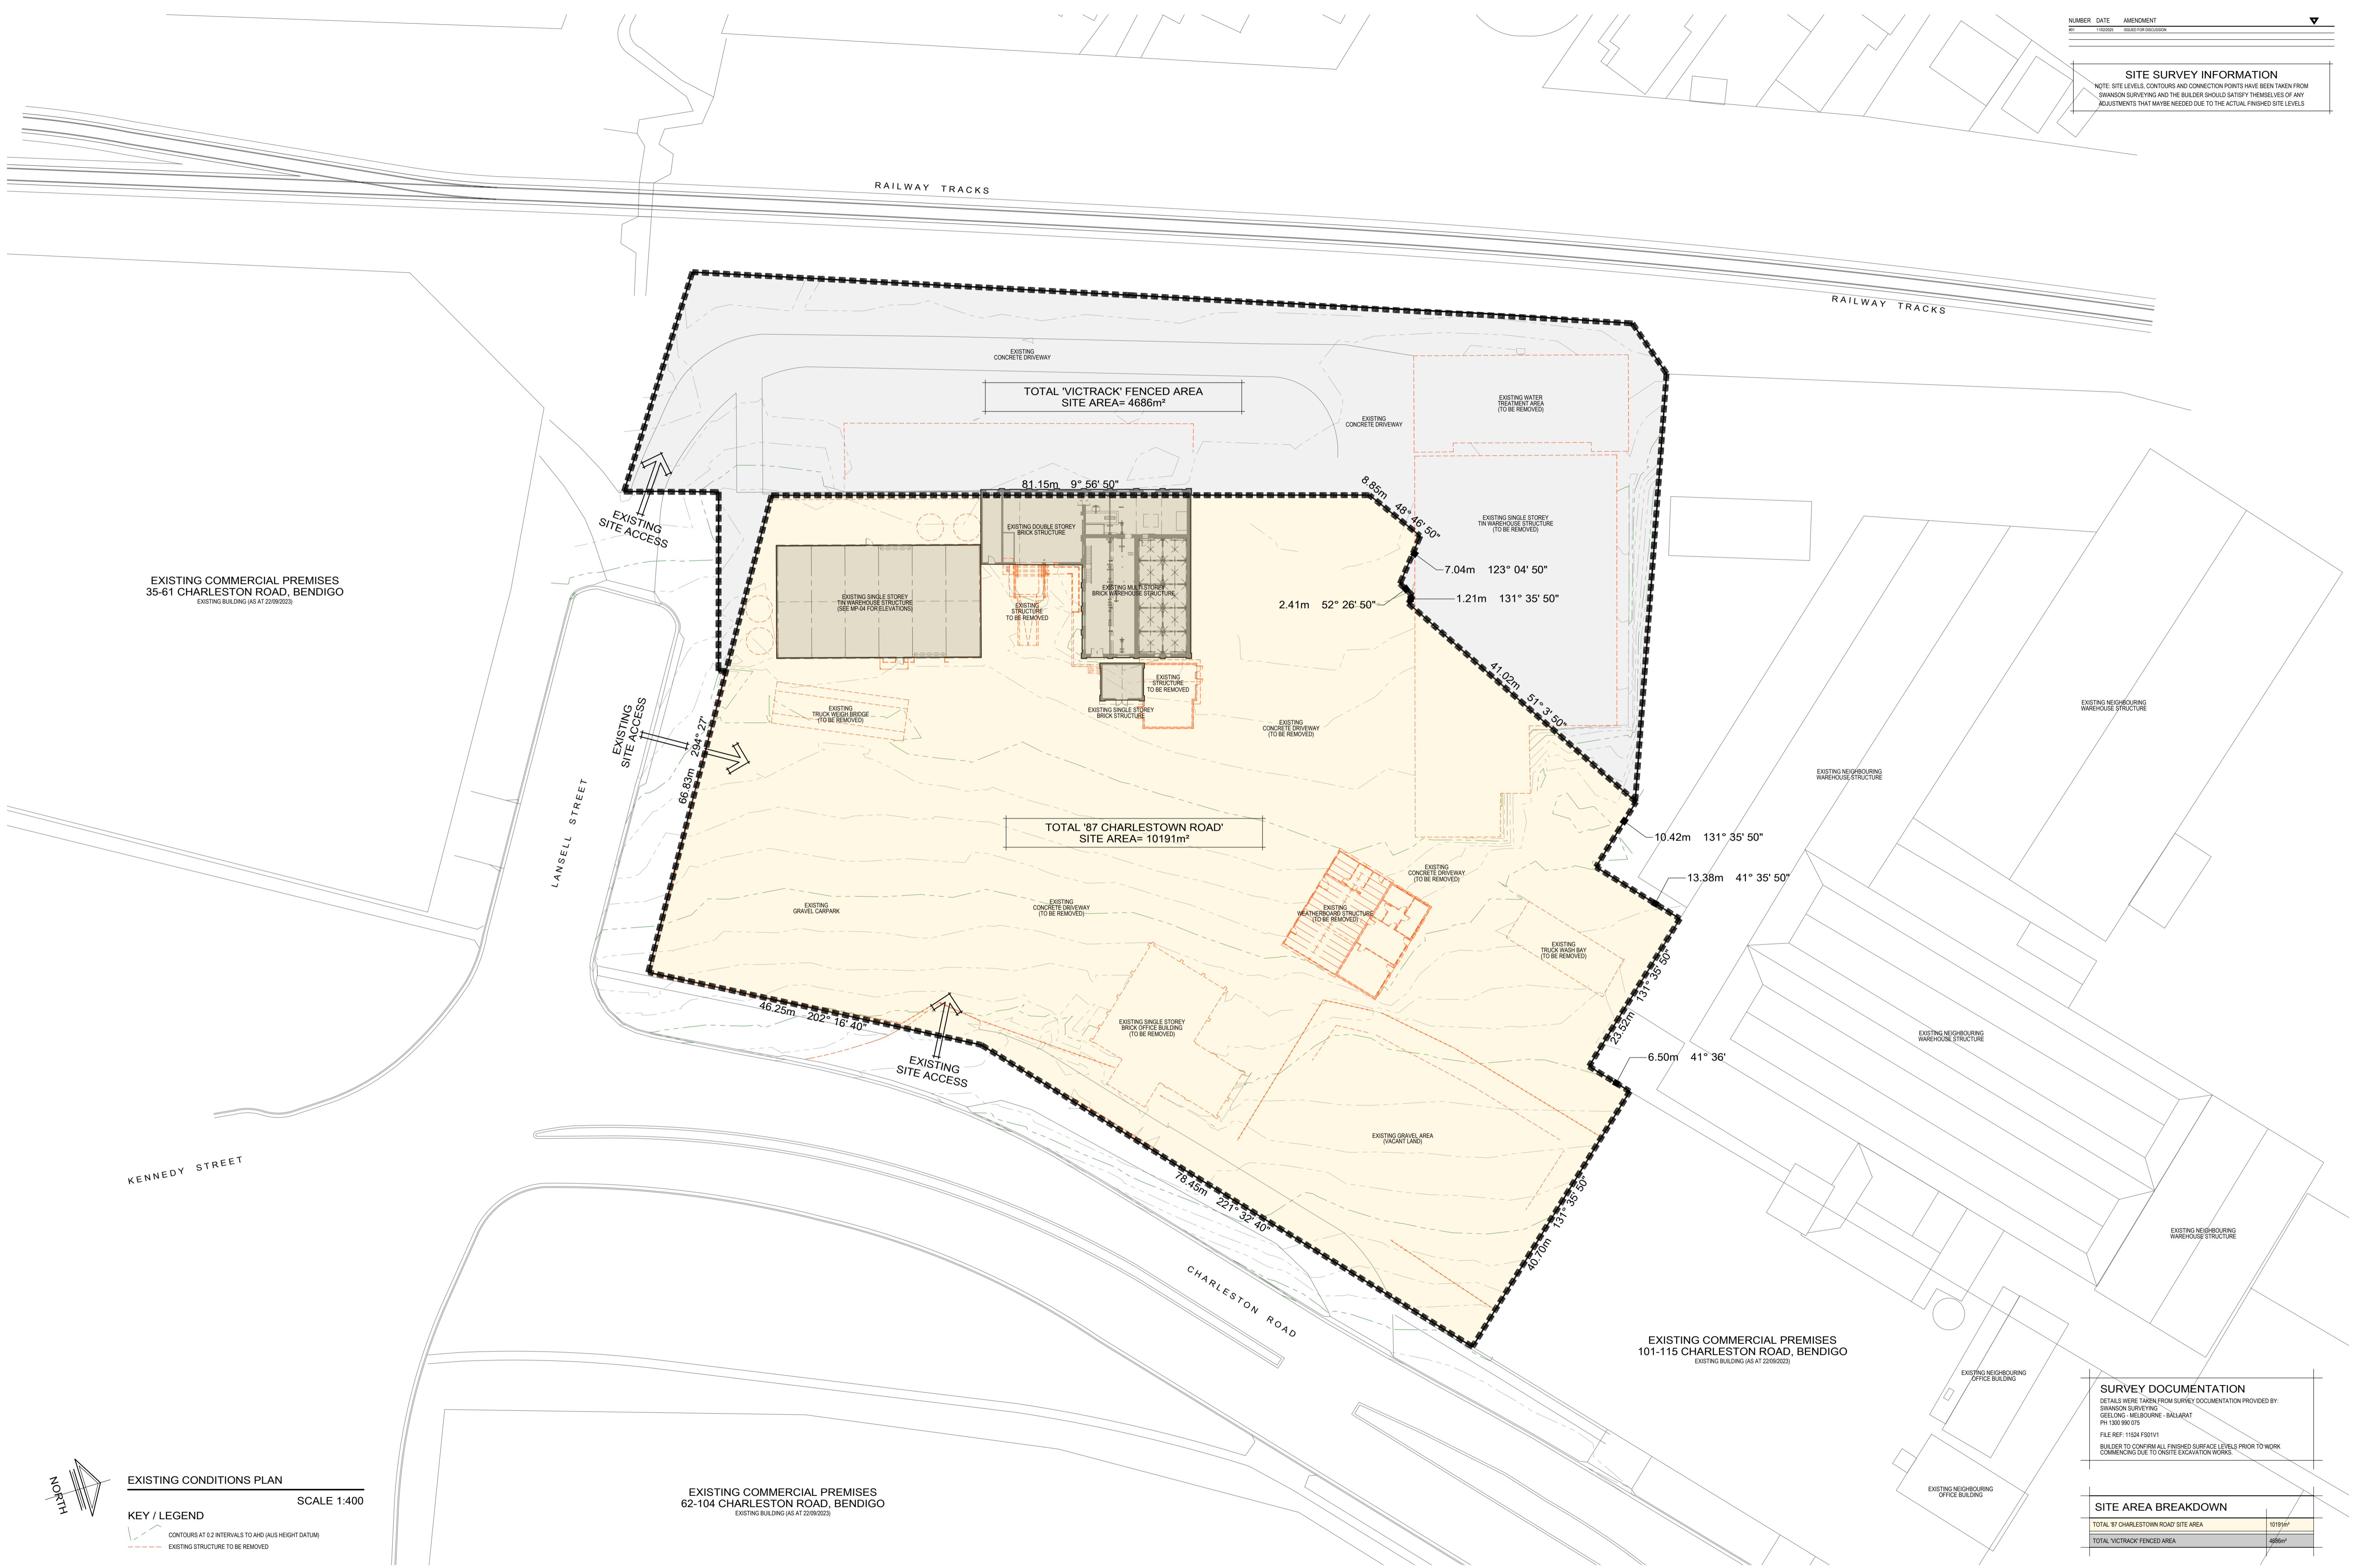 NUMBER DATE AMENDMENT
#01 11/02/2025 ISSUED FOR DISCUSSION
SITE SURVEY INFORMATION
NOTE: SITE LEVELS, CONTOURS AND CONNECTION POINTS HAVE BEEN TAKEN FROM
SWANSON SURVEYING AND THE BUILDER SHOULD SATISFY THEMSELVES OF ANY
ADJUSTMENTS THAT MAYBE NEEDED DUE TO THE ACTUAL FINISHED SITE LEVELS
RAILWAY TRACKS
RAILWAY TRACKS
EXISTING
CONCRETE DRIVEWAY
TOTAL 'VICTRACK' FENCED AREA
SITE AREA= 4686m²
EXISTING WATER
TREATMENT AREA
(TO BE REMOVED)
EXISTING
CONCRETE DRIVEWAY
81.15m 9° 56' 50"
8.85m 48° 46' 50"
EXISTING
SITE ACCESS
EXISTING DOUBLE STOREY
BRICK STRUCTURE
EXISTING SINGLE STOREY
TIN WAREHOUSE STRUCTURE
(TO BE REMOVED)
7.04m 123° 04' 50"
EXISTING COMMERCIAL PREMISES
35-61 CHARLESTON ROAD, BENDIGO
EXISTING BUILDING (AS AT 22/09/2023)
EXISTING SINGLE STOREY
TIN WAREHOUSE STRUCTURE
(SEE MP-04 FOR ELEVATIONS)
EXISTING
STRUCTURE
TO BE REMOVED
EXISTING MULTI STOREY
BRICK WAREHOUSE STRUCTURE
2.41m 52° 26' 50"
1.21m 131° 35' 50"
EXISTING
STRUCTURE
TO BE REMOVED
41.02m 51° 3' 50"
EXISTING
TRUCK WEIGH BRIDGE
(TO BE REMOVED)
EXISTING SINGLE STOREY
BRICK STRUCTURE
EXISTING
CONCRETE DRIVEWAY
(TO BE REMOVED)
EXISTING NEIGHBOURING
WAREHOUSE STRUCTURE
EXISTING
SITE ACCESS
66.83m 294° 27'
EXISTING NEIGHBOURING
WAREHOUSE STRUCTURE
LANSELL STREET
TOTAL '87 CHARLESTOWN ROAD'
SITE AREA= 10191m²
10.42m 131° 35' 50"
EXISTING
CONCRETE DRIVEWAY
(TO BE REMOVED)
13.38m 41° 35' 50"
EXISTING
GRAVEL CARPARK
EXISTING
CONCRETE DRIVEWAY
(TO BE REMOVED)
EXISTING
WEATHERBOARD STRUCTURE
(TO BE REMOVED)
EXISTING
TRUCK WASH BAY
(TO BE REMOVED)
23.52m 131° 35' 50"
46.25m 202° 16' 40"
EXISTING SINGLE STOREY
BRICK OFFICE BUILDING
(TO BE REMOVED)
EXISTING NEIGHBOURING
WAREHOUSE STRUCTURE
EXISTING
SITE ACCESS
6.50m 41° 36'
EXISTING GRAVEL AREA
(VACANT LAND)
KENNEDY STREET
78.45m 221° 32' 40"
40.70m 131° 35' 50"
EXISTING NEIGHBOURING
WAREHOUSE STRUCTURE
CHARLESTON ROAD
EXISTING COMMERCIAL PREMISES
101-115 CHARLESTON ROAD, BENDIGO
EXISTING BUILDING (AS AT 22/09/2023)
EXISTING NEIGHBOURING
OFFICE BUILDING
SURVEY DOCUMENTATION
DETAILS WERE TAKEN FROM SURVEY DOCUMENTATION PROVIDED BY:
SWANSON SURVEYING
GEELONG - MELBOURNE - BALLARAT
PH 1300 990 075
FILE REF: 11524 FS01V1
BUILDER TO CONFIRM ALL FINISHED SURFACE LEVELS PRIOR TO WORK
COMMENCING DUE TO ONSITE EXCAVATION WORKS.
EXISTING NEIGHBOURING
OFFICE BUILDING
NORTH
EXISTING CONDITIONS PLAN
SCALE 1:400
KEY / LEGEND
CONTOURS AT 0.2 INTERVALS TO AHD (AUS HEIGHT DATUM)
EXISTING STRUCTURE TO BE REMOVED
EXISTING COMMERCIAL PREMISES
62-104 CHARLESTON ROAD, BENDIGO
EXISTING BUILDING (AS AT 22/09/2023)
SITE AREA BREAKDOWN
TOTAL '87 CHARLESTOWN ROAD' SITE AREA 10191m²
TOTAL 'VICTRACK' FENCED AREA 4686m²